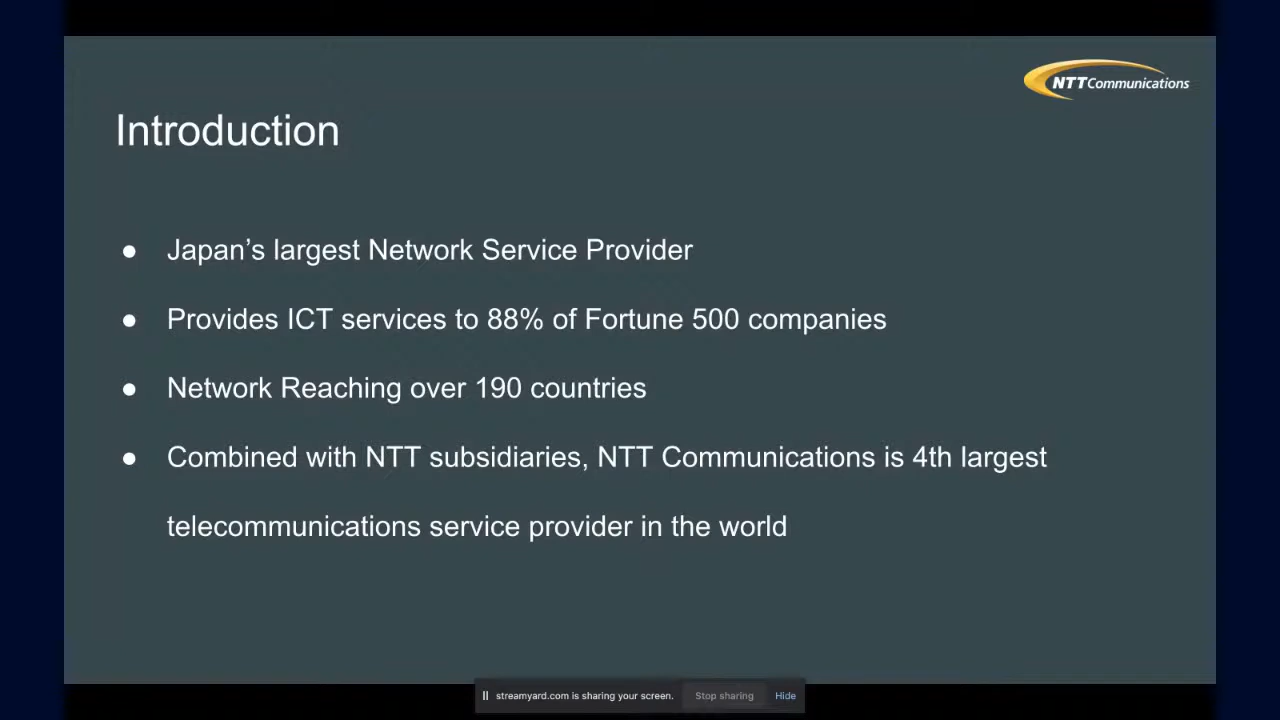 NTT Communications
Introduction
● Japan’s largest Network Service Provider
● Provides ICT services to 88% of Fortune 500 companies
● Network Reaching over 190 countries
● Combined with NTT subsidiaries, NTT Communications is 4th largest
telecommunications service provider in the world
streamyard.com is sharing your screen. Stop sharing Hide